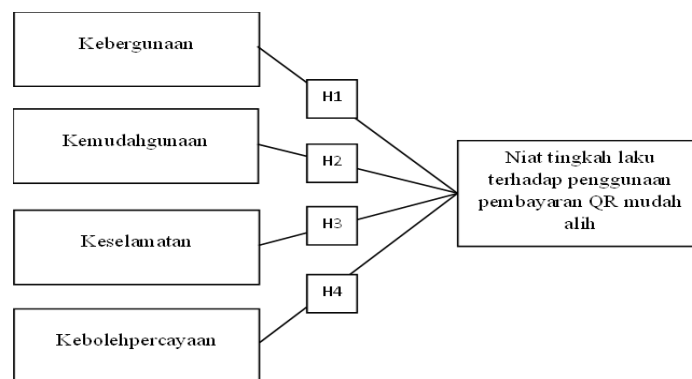 Kebergunaan
H1
Kemudahgunaan
H2
Niat tingkah laku
terhadap penggunaan
pembayaran QR mudah
alih
Keselamatan
H3
H4
Kebolehpercayaan